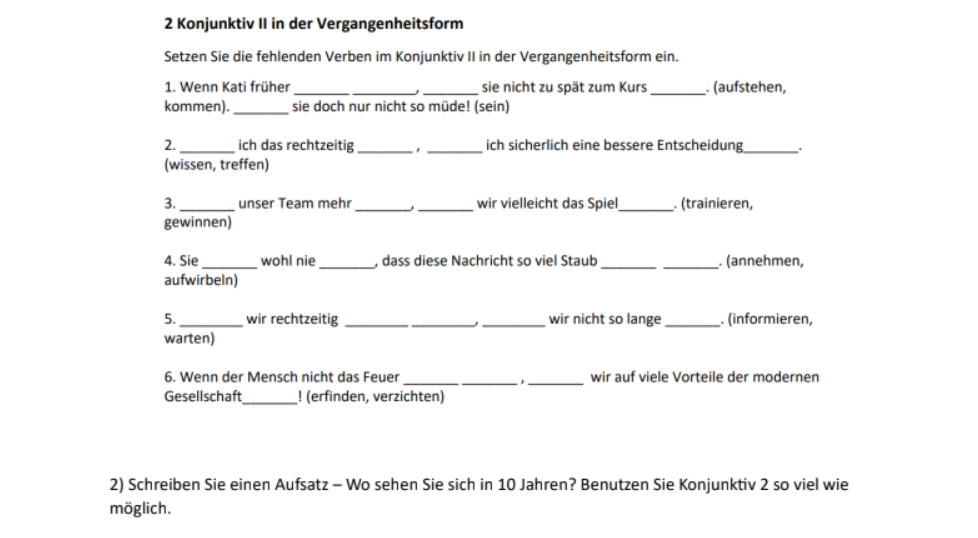 2 Konjunktiv II in der Vergangenheitsform
Setzen Sie die fehlenden Verben im Konjunktiv II in der Vergangenheitsform ein.
1. Wenn Kati früher _______ ________, _______ sie nicht zu spät zum Kurs _______. (aufstehen,
kommen). _______ sie doch nur nicht so müde! (sein)
2. _______ ich das rechtzeitig _______ , _______ ich sicherlich eine bessere Entscheidung_______.
(wissen, treffen)
3. _______ unser Team mehr _______, _______ wir vielleicht das Spiel_______. (trainieren,
gewinnen)
4. Sie _______ wohl nie _______, dass diese Nachricht so viel Staub _______ _______. (annehmen,
aufwirbeln)
5. ________ wir rechtzeitig ________ ________, ________ wir nicht so lange _______. (informieren,
warten)
6. Wenn der Mensch nicht das Feuer _______ _______ , _______ wir auf viele Vorteile der modernen
Gesellschaft_______! (erfinden, verzichten)
2) Schreiben Sie einen Aufsatz – Wo sehen Sie sich in 10 Jahren? Benutzen Sie Konjunktiv 2 so viel wie
möglich.